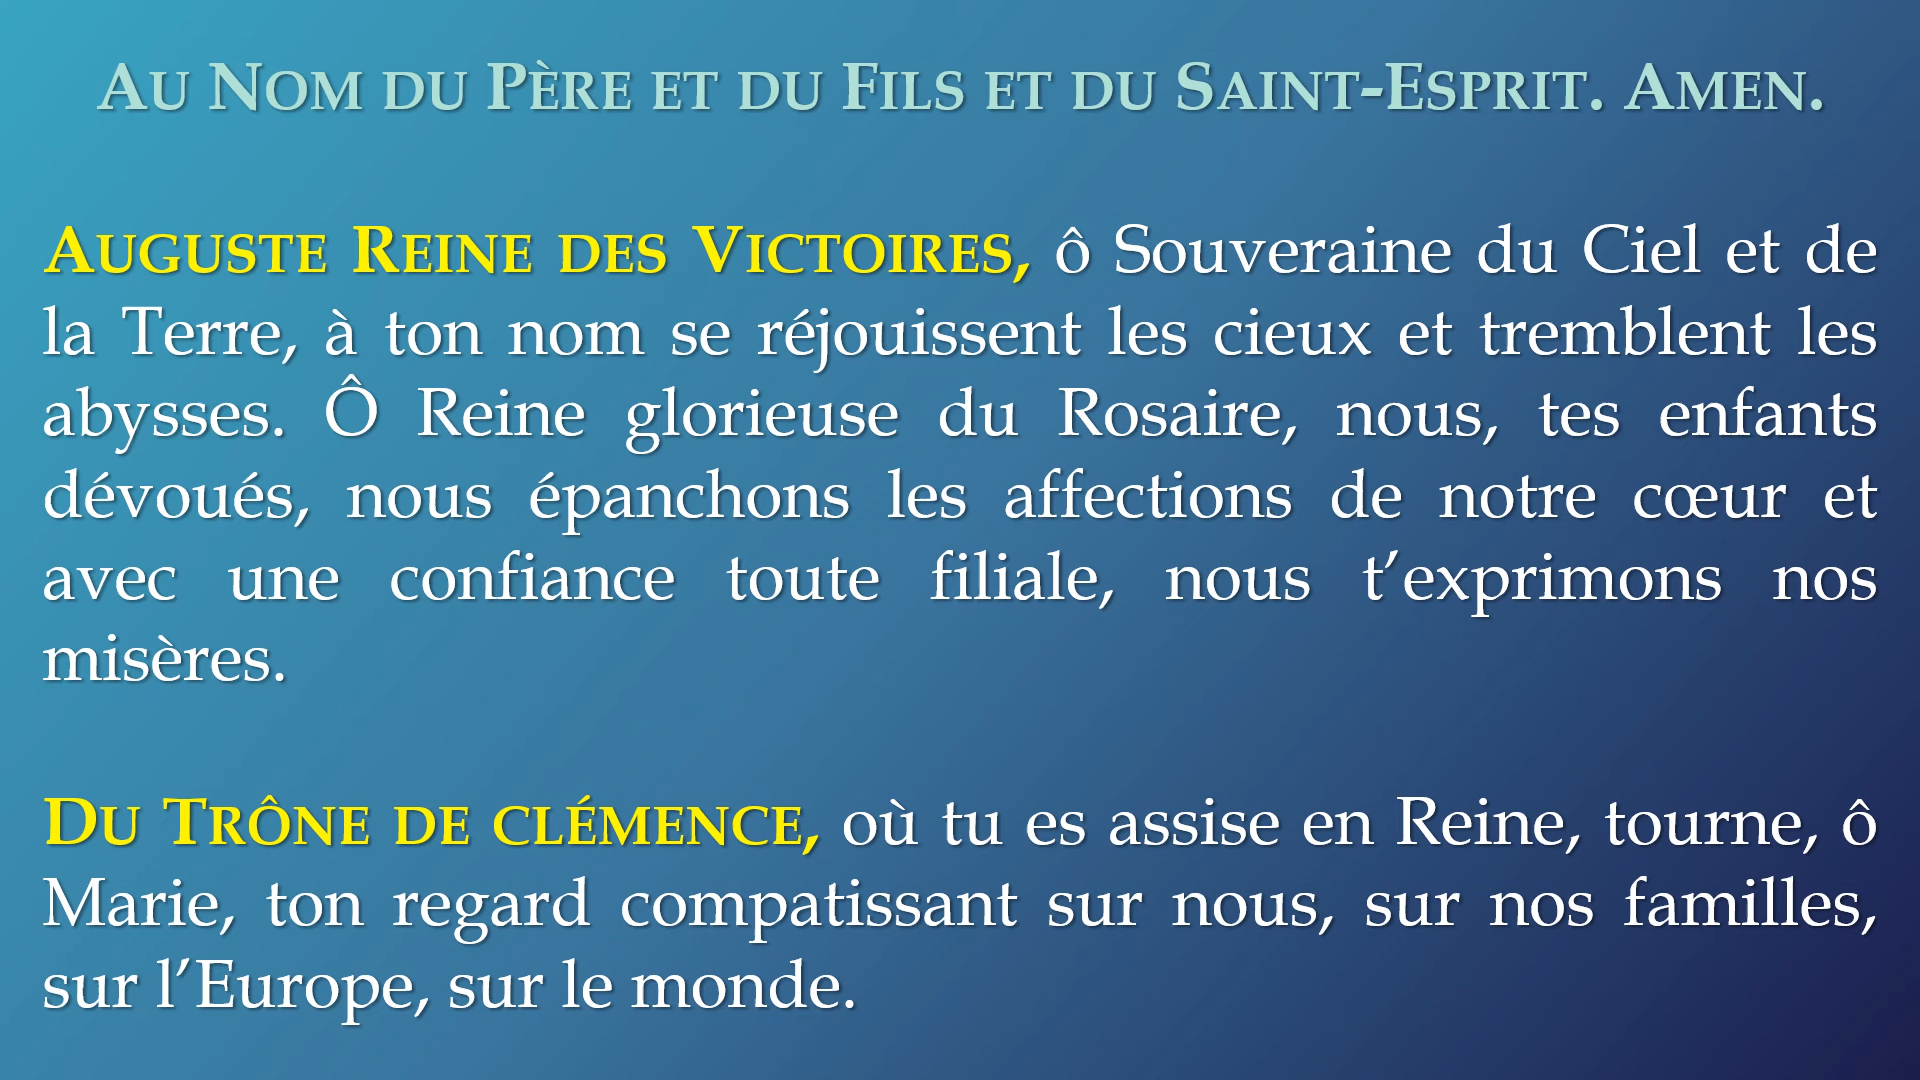 Au Nom du Père et du Fils et du Saint-Esprit. Amen.
Auguste Reine des Victoires, ô Souveraine du Ciel et de
la Terre, à ton nom se réjouissent les cieux et tremblent les
abysses. Ô Reine glorieuse du Rosaire, nous, tes enfants
dévoués, nous épanchons les affections de notre cœur et
avec une confiance toute filiale, nous t’exprimons nos
misères.
Du Trône de clémence, où tu es assise en Reine, tourne, ô
Marie, ton regard compatissant sur nous, sur nos familles,
sur l’Europe, sur le monde.